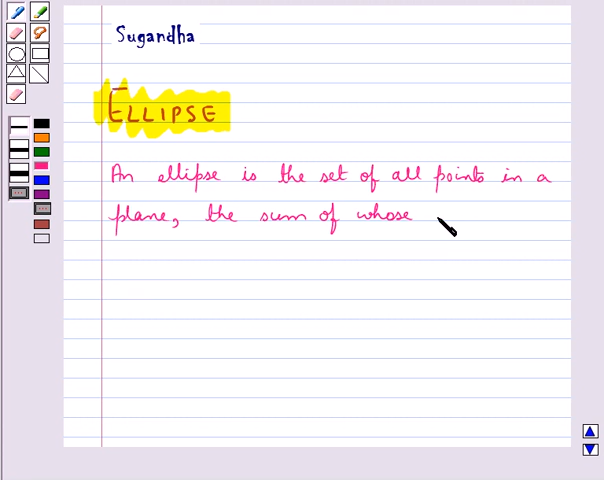 Sugandha
ELLIPSE
An ellipse is the set of all points in a
plane, the sum of whose